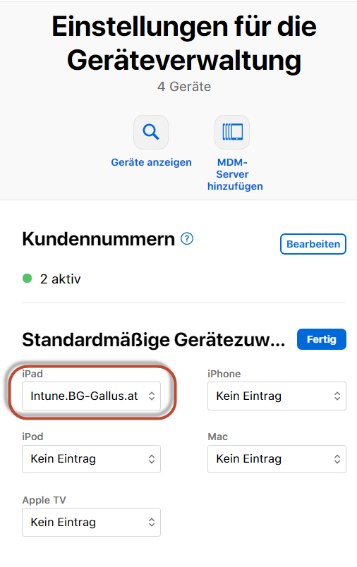 Einstellungen für die
Geräteverwaltung
4 Geräte
Geräte anzeigen
MDM-
Server
hinzufügen
Kundennummern
Bearbeiten
2 aktiv
Standardmäßige Gerätezuw...
Fertig
iPad
Intune.BG-Gallus.at
iPhone
Kein Eintrag
iPod
Kein Eintrag
Mac
Kein Eintrag
Apple TV
Kein Eintrag